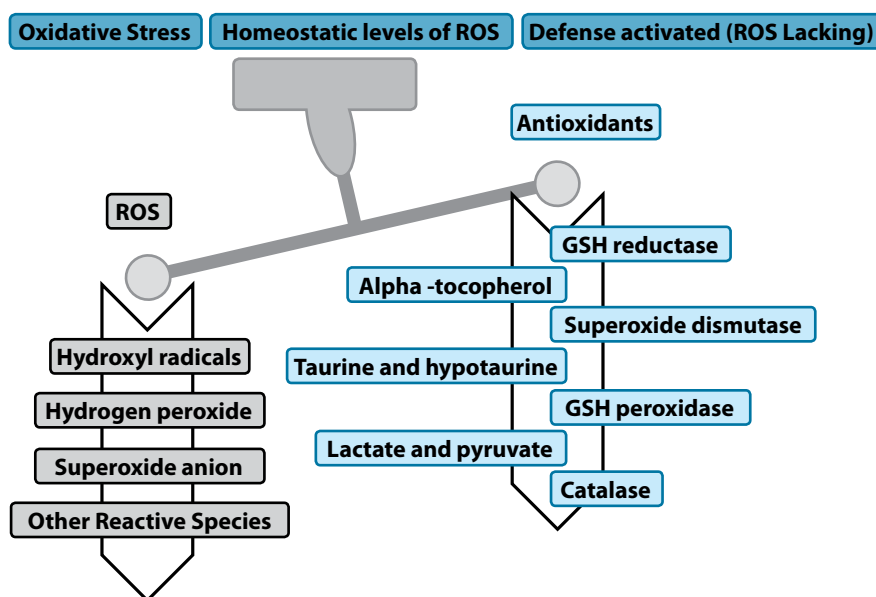 Oxidative Stress
Homeostatic levels of ROS
Defense activated (ROS Lacking)
Antioxidants
ROS
GSH reductase
Alpha -tocopherol
Superoxide dismutase
Taurine and hypotaurine
GSH peroxidase
Lactate and pyruvate
Catalase
Hydroxyl radicals
Hydrogen peroxide
Superoxide anion
Other Reactive Species